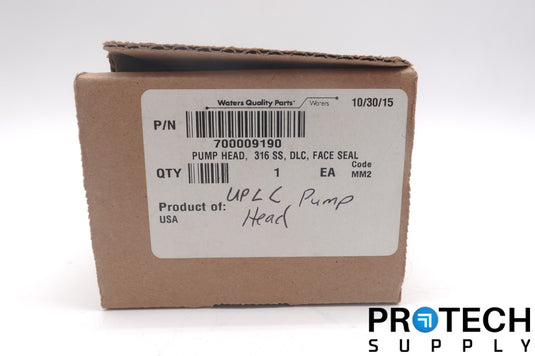 Waters Quality Parts™ Waters 10/30/15
P/N
700009190
PUMP HEAD, 316 SS, DLC, FACE SEAL
QTY 1 EA Code
MM2
UPLC Pump
Head
Product of:
USA
PROTECH
SUPPLY